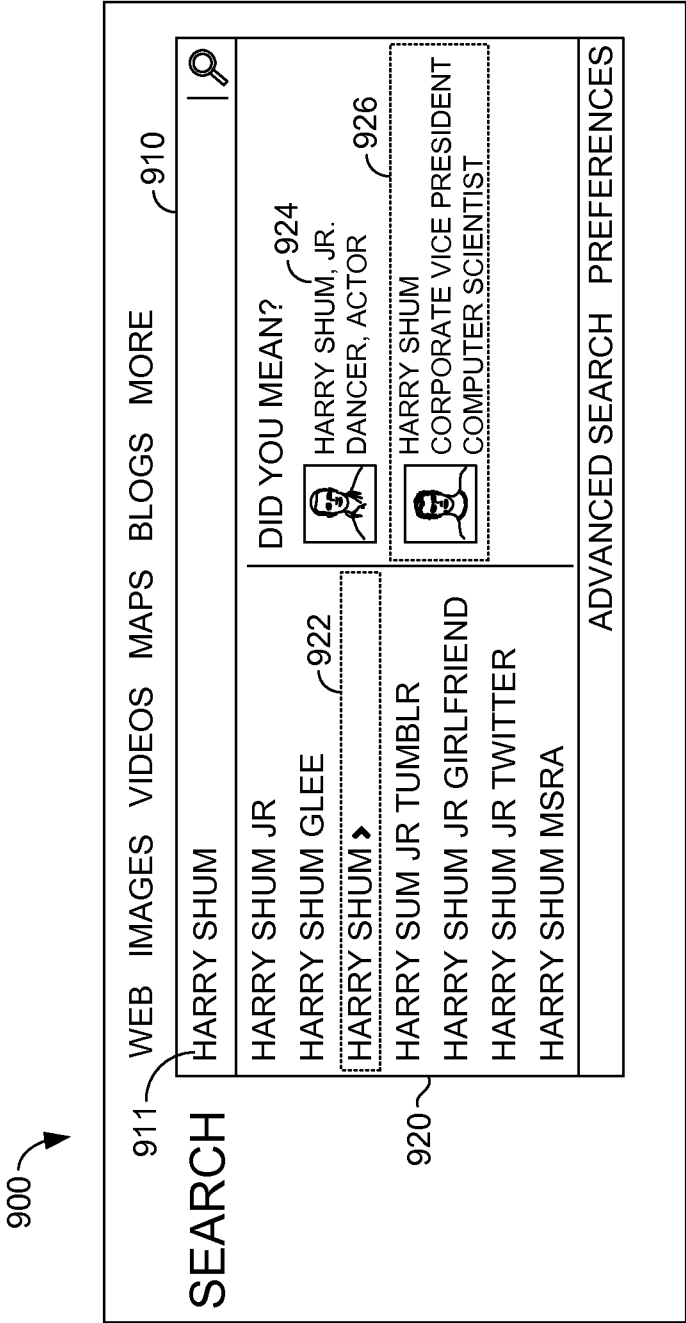 900
WEB IMAGES VIDEOS MAPS BLOGS MORE
910
911
SEARCH
HARRY SHUM
920
HARRY SHUM JR
HARRY SHUM GLEE
922
HARRY SHUM >
HARRY SUM JR TUMBLR
HARRY SHUM JR GIRLFRIEND
HARRY SHUM JR TWITTER
HARRY SHUM MSRA
DID YOU MEAN?
924
HARRY SHUM, JR.
DANCER, ACTOR
926
HARRY SHUM
CORPORATE VICE PRESIDENT
COMPUTER SCIENTIST
ADVANCED SEARCH PREFERENCES